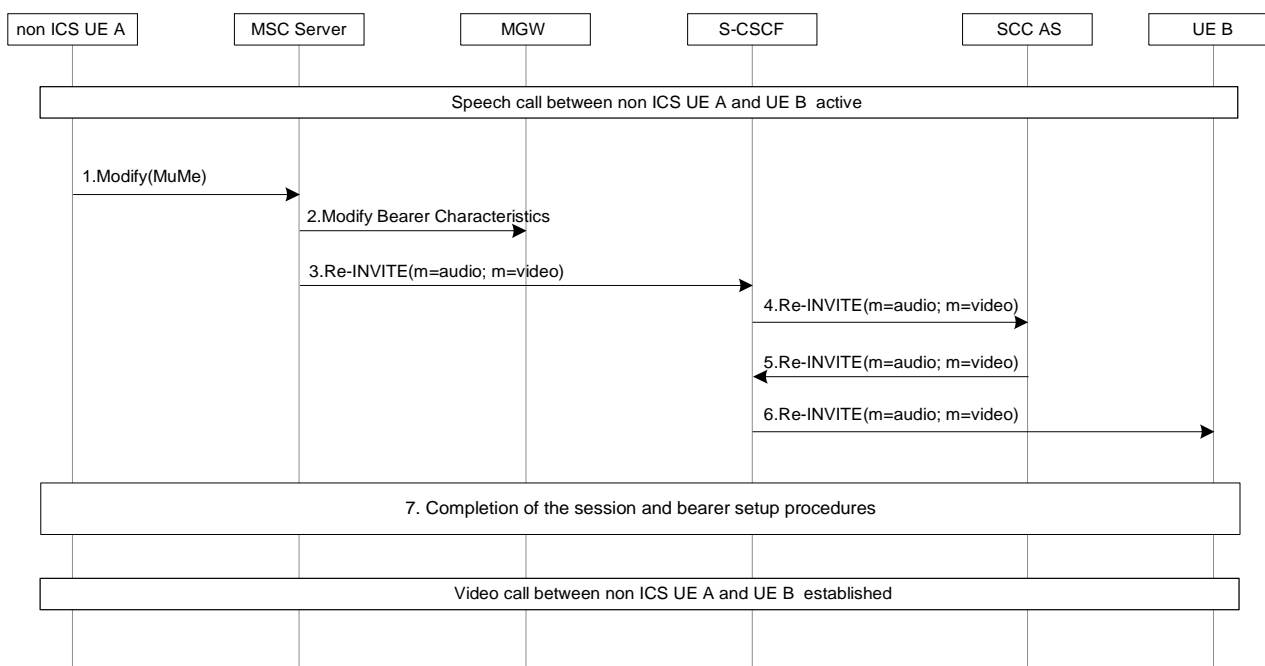 non ICS UE A
MSC Server
MGW
S-CSCF
SCC AS
UE B
Speech call between non ICS UE A and UE B active
1.Modify(MuMe)
2.Modify Bearer Characteristics
3.Re-INVITE(m=audio; m=video)
4.Re-INVITE(m=audio; m=video)
5.Re-INVITE(m=audio; m=video)
6.Re-INVITE(m=audio; m=video)
7. Completion of the session and bearer setup procedures
Video call between non ICS UE A and UE B established